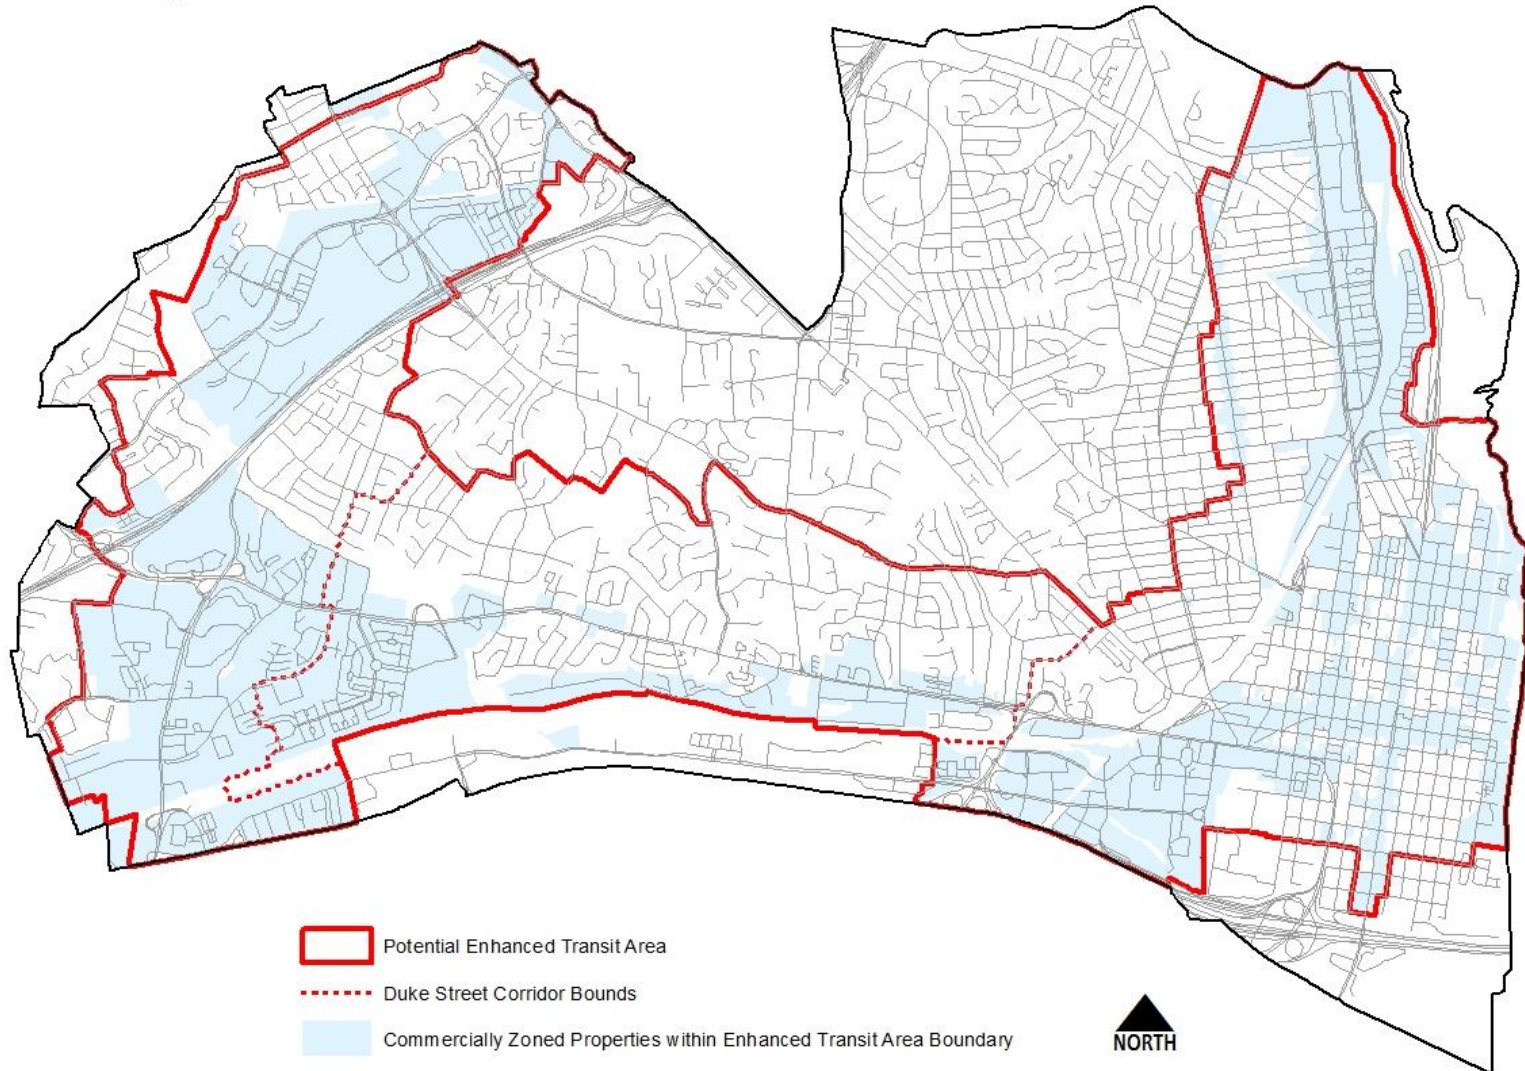 Potential Enhanced Transit Area
Duke Street Corridor Bounds
Commercially Zoned Properties within Enhanced Transit Area Boundary
NORTH